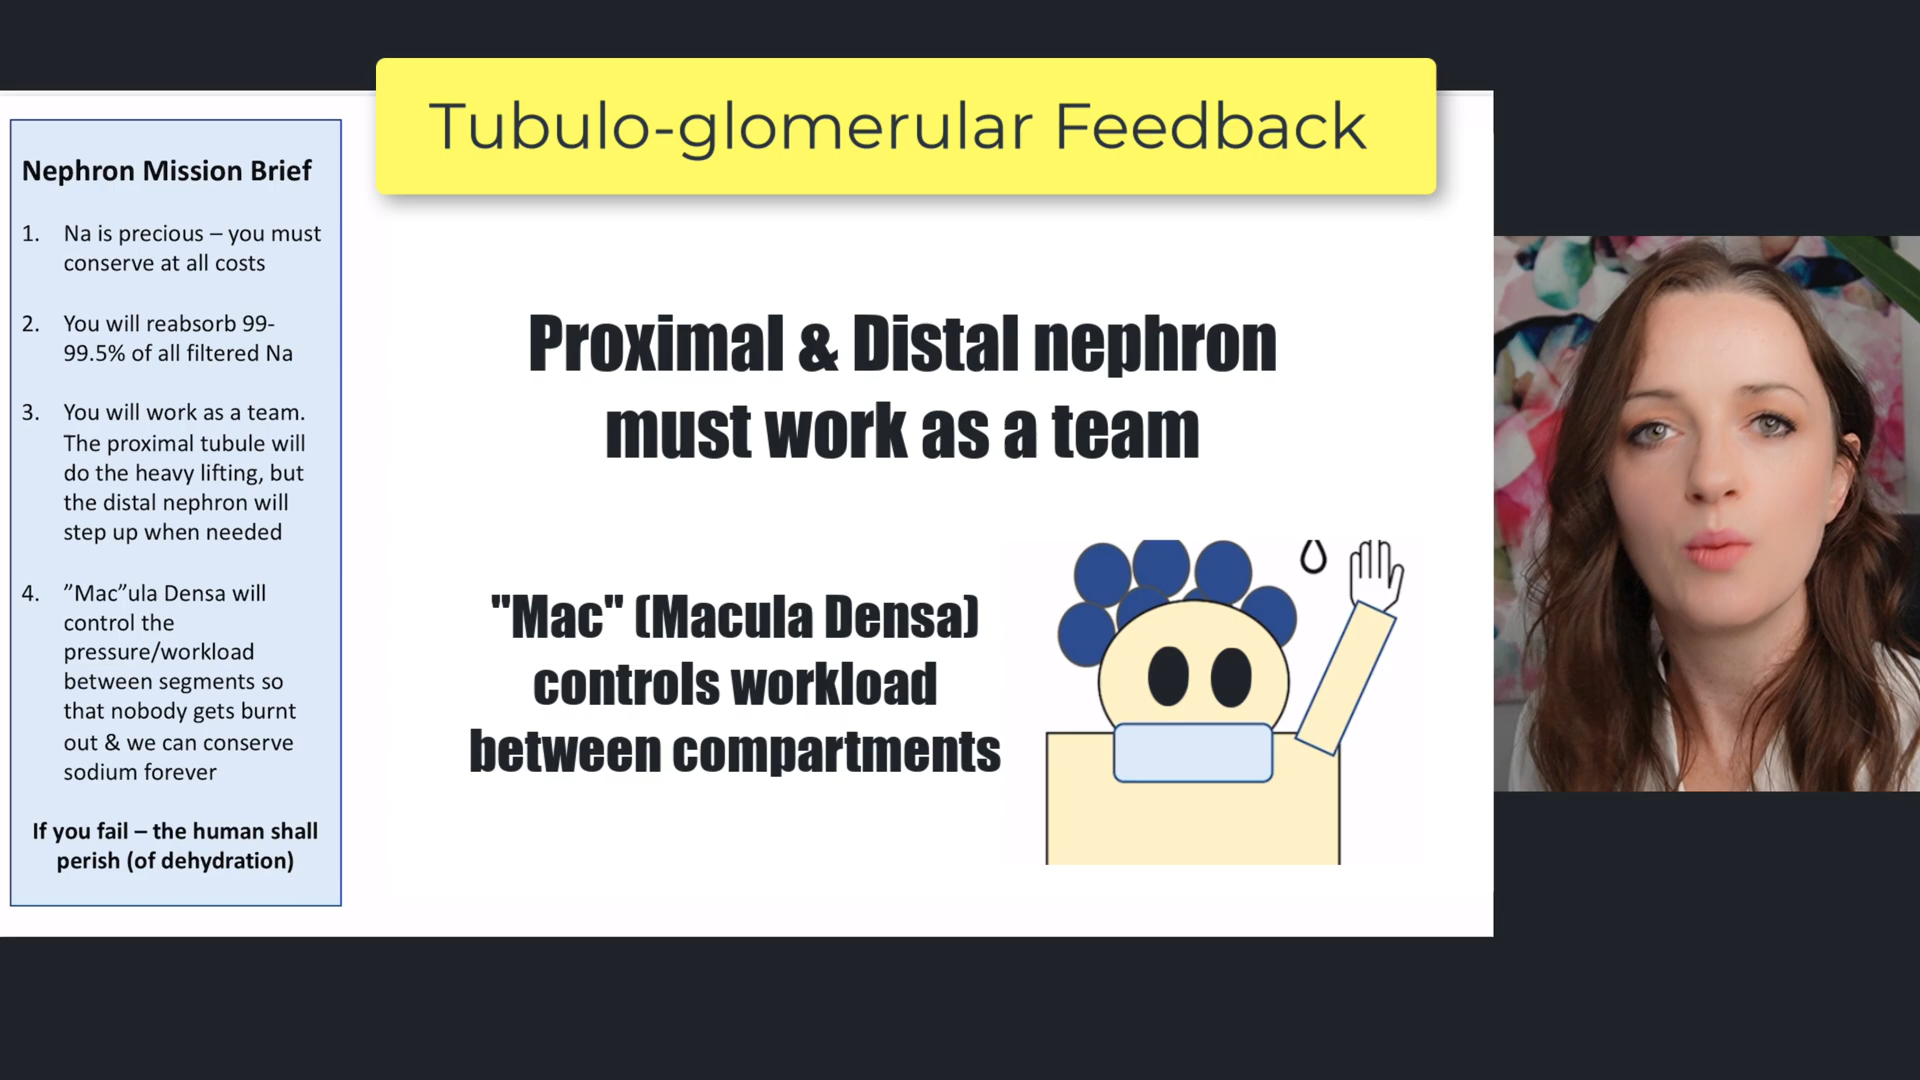 Tubulo-glomerular Feedback
Nephron Mission Brief
1. Na is precious – you must
conserve at all costs
2. You will reabsorb 99-
99.5% of all filtered Na
3. You will work as a team.
The proximal tubule will
do the heavy lifting, but
the distal nephron will
step up when needed
4. ”Mac”ula Densa will
control the
pressure/workload
between segments so
that nobody gets burnt
out & we can conserve
sodium forever
If you fail – the human shall
perish (of dehydration)
Proximal & Distal nephron
must work as a team
"Mac" (Macula Densa)
controls workload
between compartments